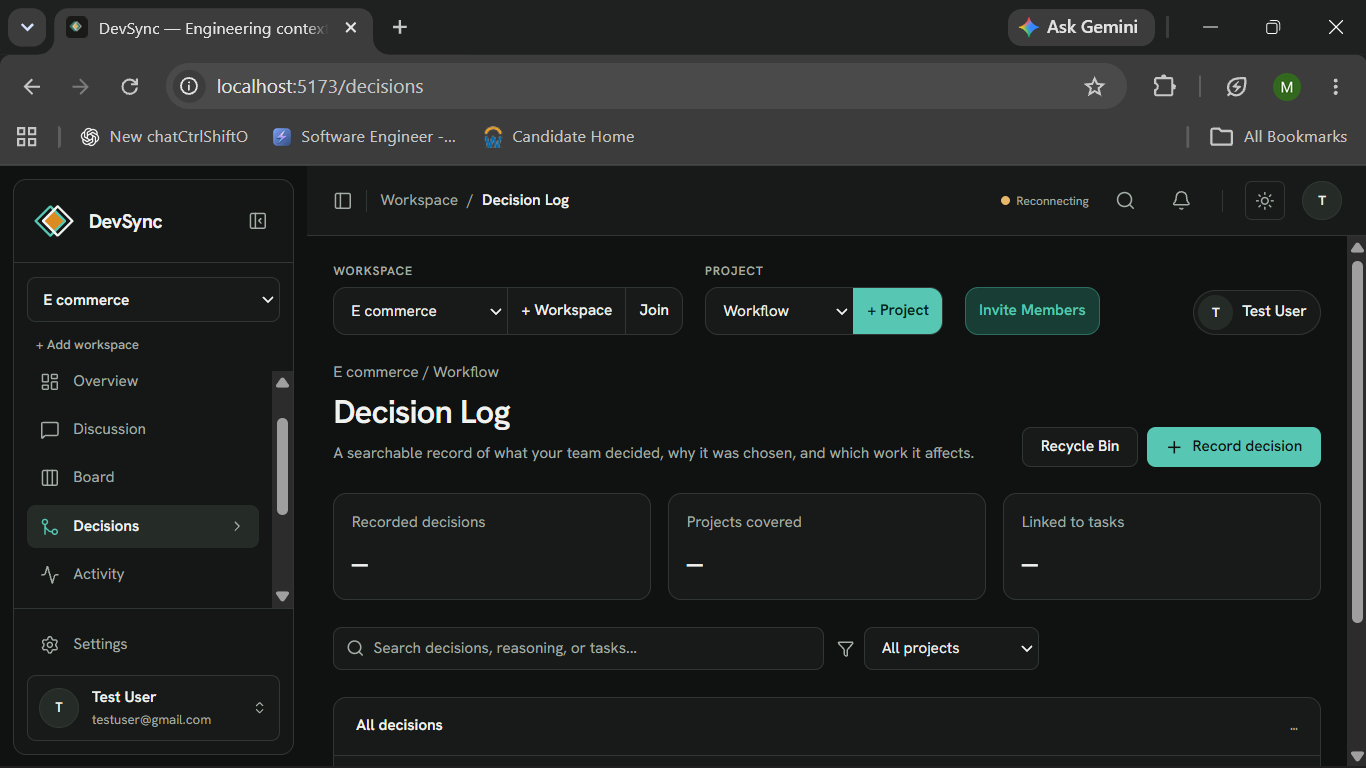 DevSync — Engineering contex
Ask Gemini
localhost:5173/decisions
M
New chatCtrlShiftO
Software Engineer -...
Candidate Home
All Bookmarks
DevSync
E commerce
+ Add workspace
Overview
Discussion
Board
Decisions
Activity
Settings
T
Test User
testuser@gmail.com
Workspace / Decision Log
Reconnecting
T
WORKSPACE
E commerce
+ Workspace
Join
PROJECT
Workflow
+ Project
Invite Members
T
Test User
E commerce / Workflow
Decision Log
A searchable record of what your team decided, why it was chosen, and which work it affects.
Recycle Bin
+ Record decision
Recorded decisions
—
Projects covered
—
Linked to tasks
—
Search decisions, reasoning, or tasks...
All projects
All decisions
...